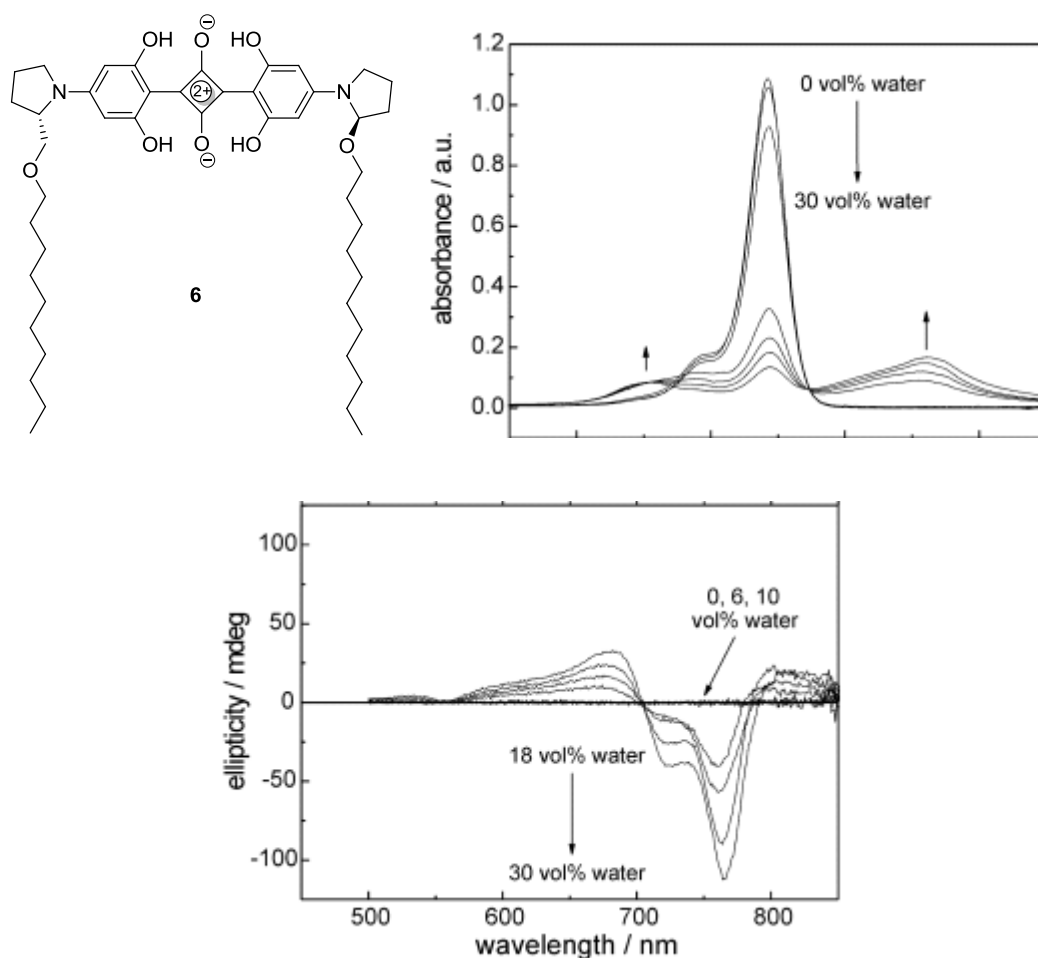 OH O⊖ HO
N 2+ N
OH O⊖ HO
O O
6
absorbance / a.u.
1.2
1.0
0.8
0.6
0.4
0.2
0.0
0 vol% water
30 vol% water
ellipticity / mdeg
100
50
0
-50
-100
0, 6, 10
vol% water
18 vol% water
30 vol% water
500 600 700 800
wavelength / nm